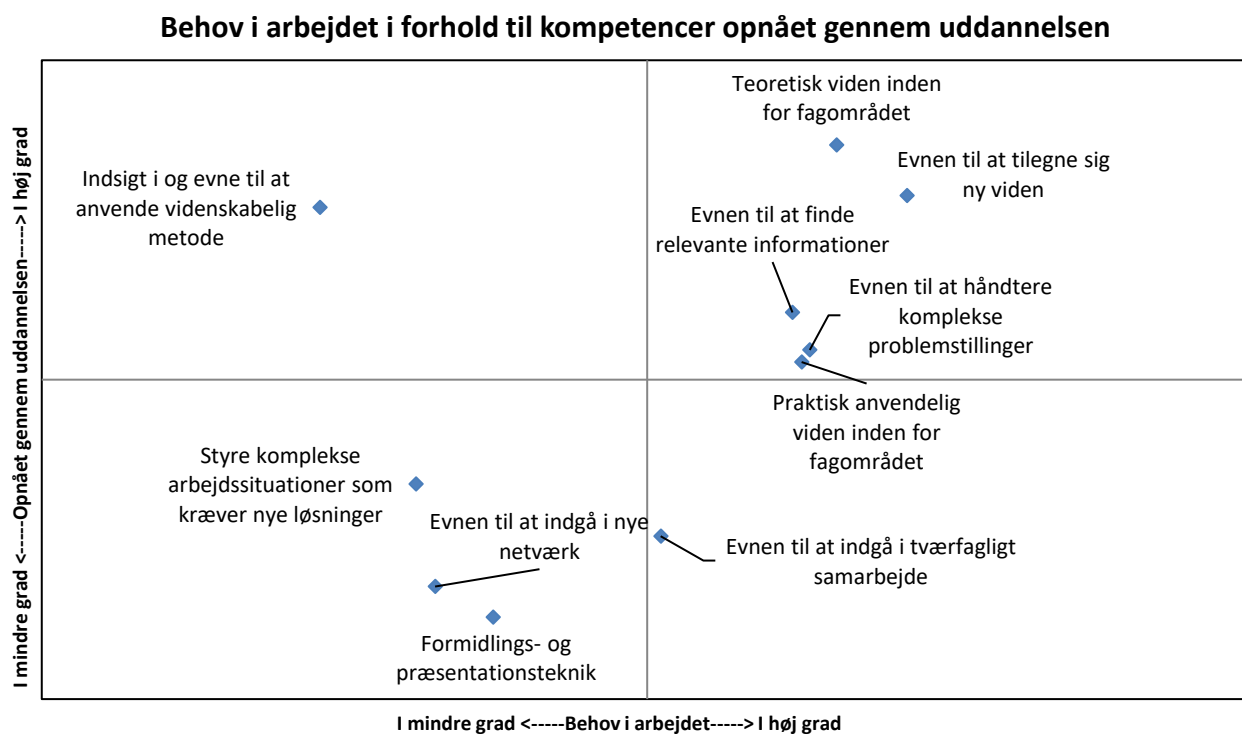 Behov i arbejdet i forhold til kompetencer opnået gennem uddannelsen
I mindre grad <-----Opnået gennem uddannelsen-----> I høj grad
Teoretisk viden inden
for fagområdet
Evnen til at tilegne sig
ny viden
Indsigt i og evne til at
anvende videnskabelig
metode
Evnen til at finde
relevante informationer
Evnen til at håndtere
komplekse
problemstillinger
Praktisk anvendelig
viden inden for
fagområdet
Styre komplekse
arbejdssituationer som
kræver nye løsninger
Evnen til at indgå i nye
netværk
Evnen til at indgå i tværfagligt
samarbejde
Formidlings- og
præsentationsteknik
I mindre grad <-----Behov i arbejdet-----> I høj grad